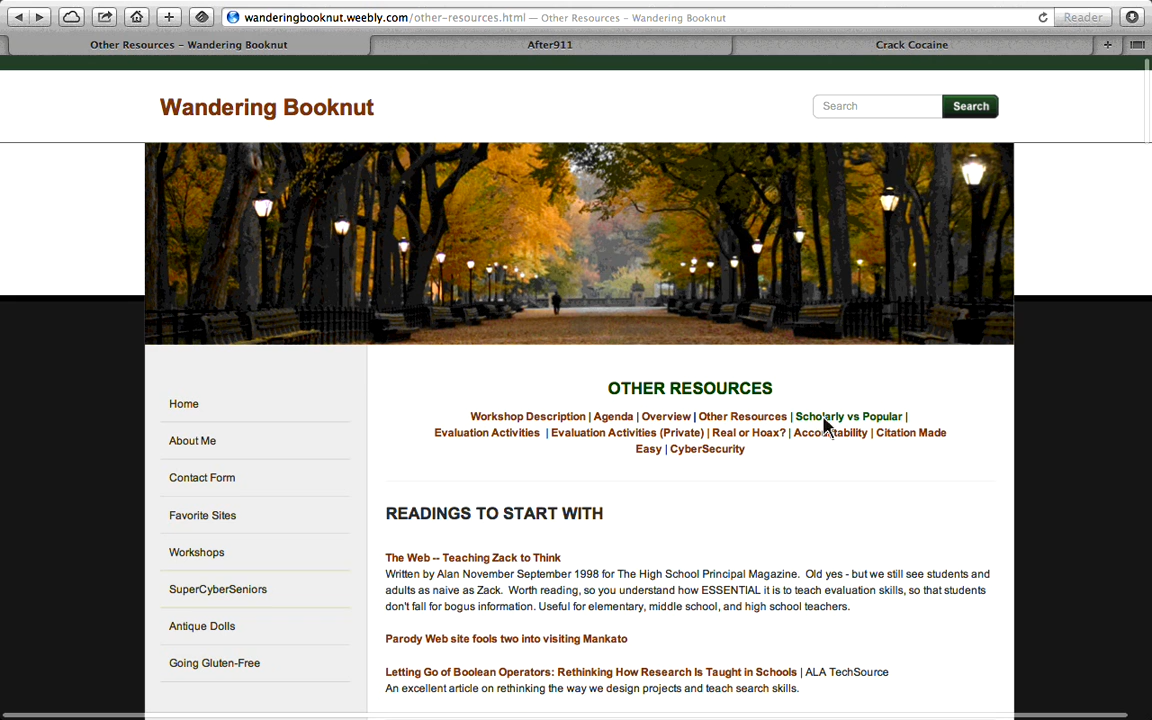 wanderingbooknut.weebly.com/other-resources.html — Other Resources – Wandering Booknut
Reader
Other Resources – Wandering Booknut
After911
Crack Cocaine
Wandering Booknut
Search
Search
OTHER RESOURCES
Workshop Description | Agenda | Overview | Other Resources | Scholarly vs Popular |
Evaluation Activities | Evaluation Activities (Private) | Real or Hoax? | Accountability | Citation Made
Easy | CyberSecurity
Home
About Me
Contact Form
Favorite Sites
Workshops
SuperCyberSeniors
Antique Dolls
Going Gluten-Free
READINGS TO START WITH
The Web -- Teaching Zack to Think
Written by Alan November September 1998 for The High School Principal Magazine. Old yes - but we still see students and
adults as naive as Zack. Worth reading, so you understand how ESSENTIAL it is to teach evaluation skills, so that students
don't fall for bogus information. Useful for elementary, middle school, and high school teachers.
Parody Web site fools two into visiting Mankato
Letting Go of Boolean Operators: Rethinking How Research Is Taught in Schools | ALA TechSource
An excellent article on rethinking the way we design projects and teach search skills.